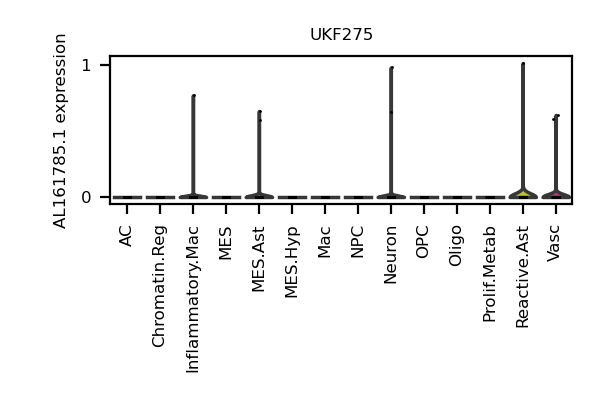 UKF275
AL161785.1 expression
1
0
AC
Chromatin.Reg
Inflammatory.Mac
MES
MES.Ast
MES.Hyp
Mac
NPC
Neuron
OPC
Oligo
Prolif.Metab
Reactive.Ast
Vasc